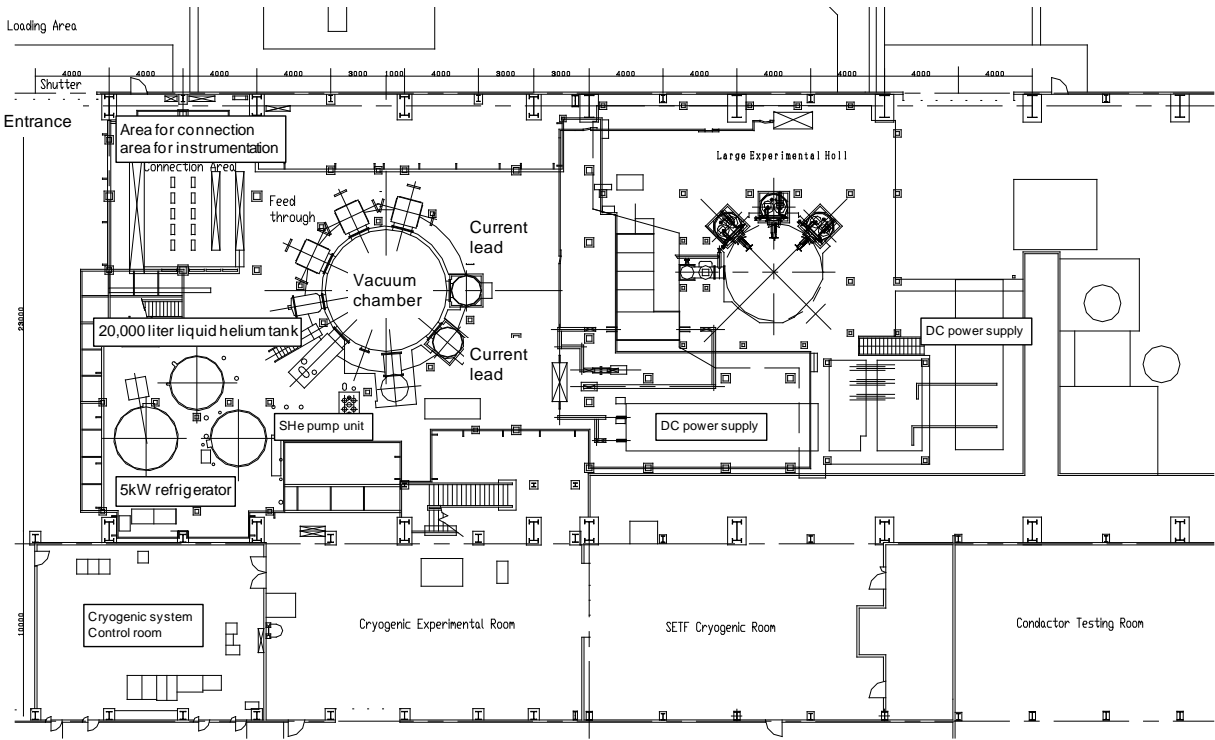 Loading Area
4000
4000
4000
4000
3000
1000
4000
3000
3000
4000
4000
4000
4000
4000
4000
Shutter
Entrance
Area for connection
area for instrumentation
Connection Area
Large Experimental Holl
Feed
through
Current
lead
Vacuum
chamber
23000
20,000 liter liquid helium tank
DC power supply
Current
lead
SHe pump unit
DC power supply
5kW refrigerator
10000
Cryogenic system
Control room
Cryogenic Experimental Room
SETF Cryogenic Room
Conductor Testing Room